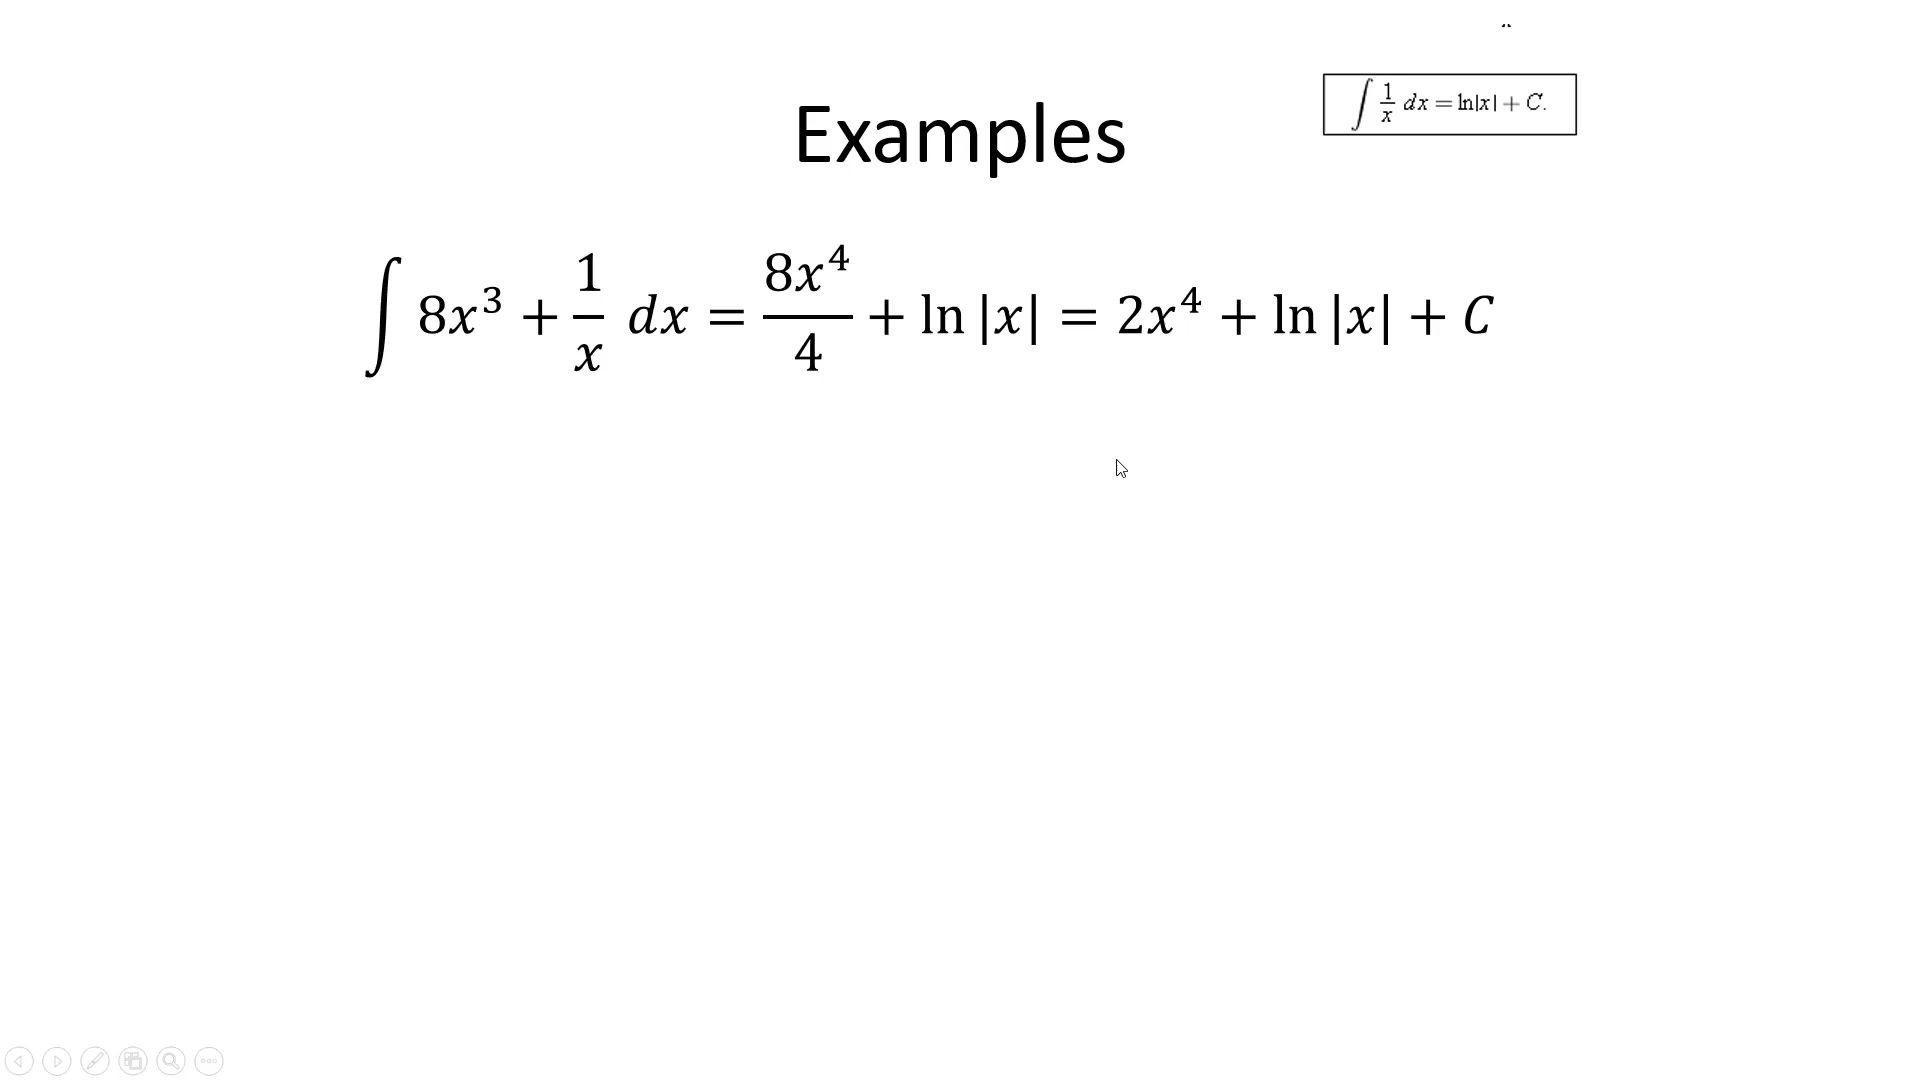 ∫ 1/x dx = ln|x| + C.
Examples
∫ 8x³ + 1/x dx = 8x⁴/4 + ln |x| = 2x⁴ + ln |x| + C